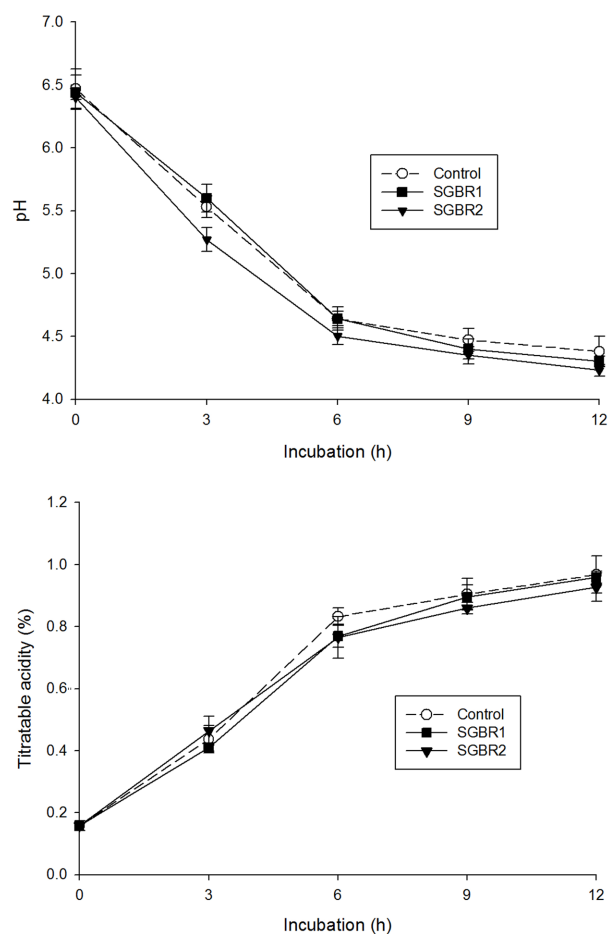 7.0
6.5
6.0
5.5
5.0
4.5
4.0
pH
Control
SGBR1
SGBR2
0 3 6 9 12
Incubation (h)
1.2
1.0
0.8
0.6
0.4
0.2
0.0
Titratable acidity (%)
Control
SGBR1
SGBR2
0 3 6 9 12
Incubation (h)